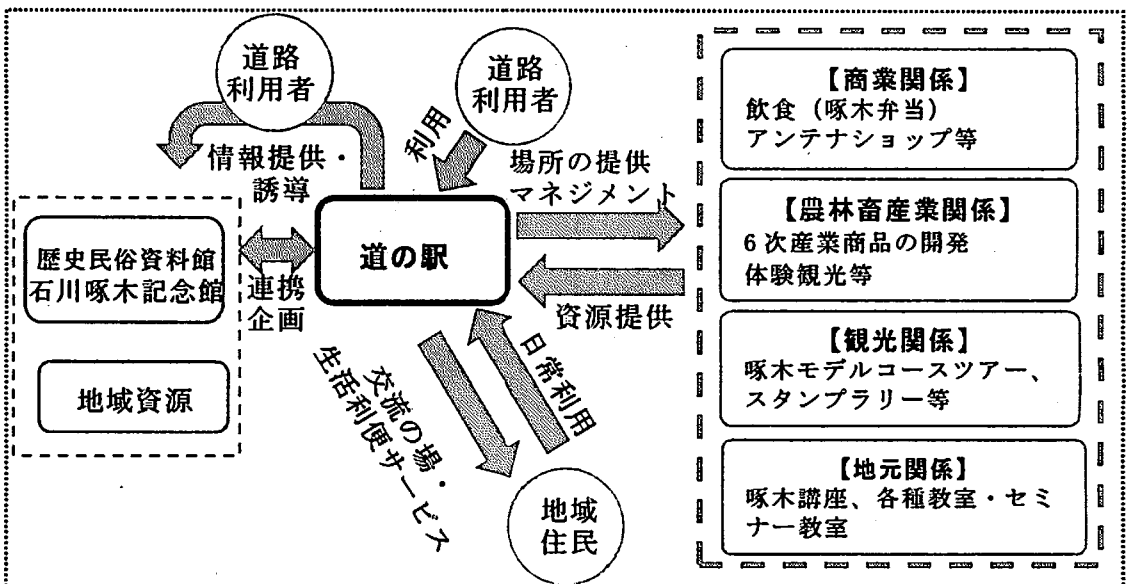 道路
利用者
道路
利用者
情報提供・
誘導
利用
場所の提供
マネジメント
歴史民俗資料館
石川啄木記念館
連携
企画
道の駅
資源提供
地域資源
交流の場・
生活利便サービス
日常利用
地域
住民
【商業関係】
飲食（啄木弁当）
アンテナショップ等
【農林畜産業関係】
6次産業商品の開発
体験観光等
【観光関係】
啄木モデルコースツアー、
スタンプラリー等
【地元関係】
啄木講座、各種教室・セミ
ナー教室